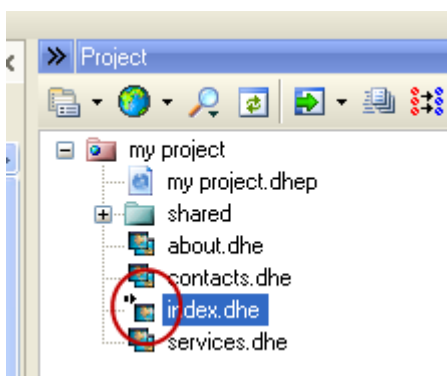 Project
my project
my project.dhep
shared
about.dhe
contacts.dhe
index.dhe
services.dhe